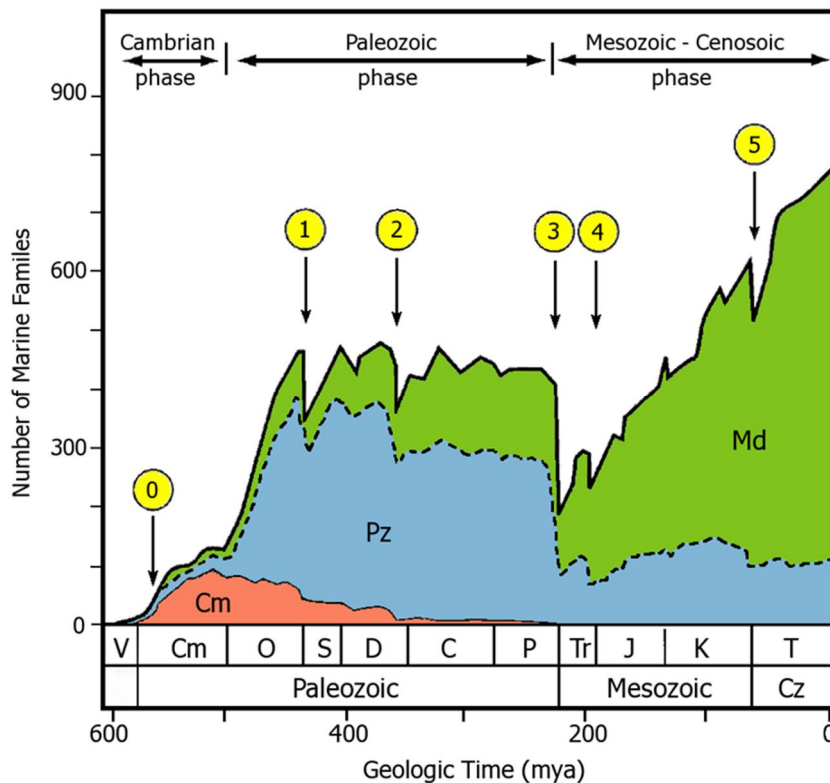 Cambrian Paleozoic Mesozoic - Cenosoic
phase phase phase
900
600
300
0
Number of Marine Familes
0
1
2
3
4
5
Cm
Pz
Md
V Cm O S D C P Tr J K T
Paleozoic Mesozoic Cz
600 400 200 0
Geologic Time (mya)